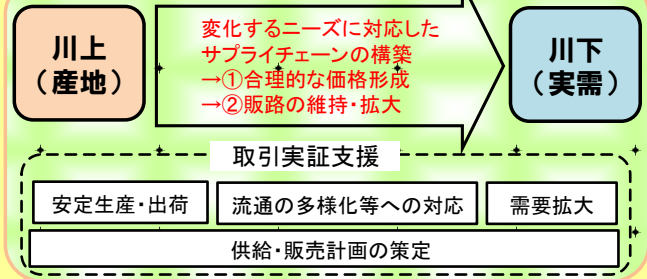 川上
（産地）
変化するニーズに対応した
サプライチェーンの構築
→①合理的な価格形成
→②販路の維持・拡大
川下
（実需）
取引実証支援
安定生産・出荷
流通の多様化等への対応
需要拡大
供給・販売計画の策定